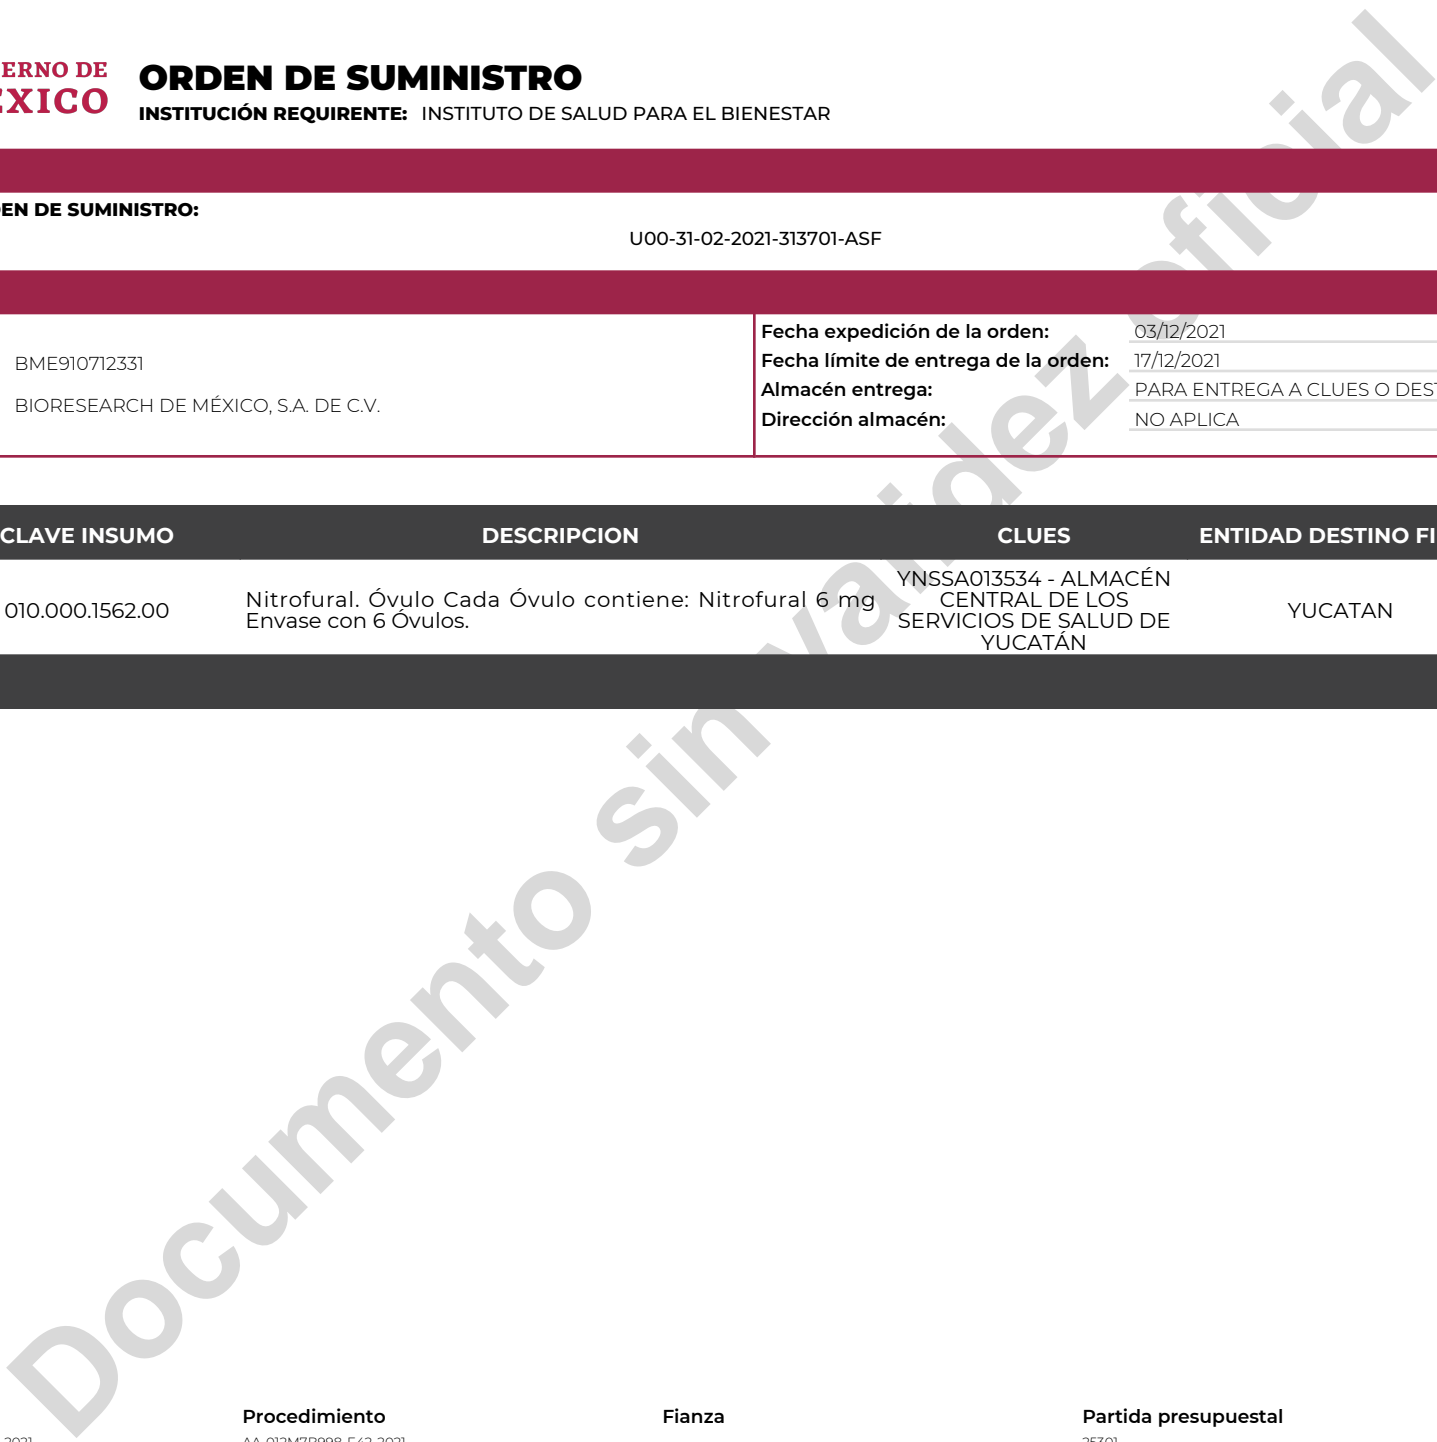 ERNO DE
ÉXICO
ORDEN DE SUMINISTRO
INSTITUCIÓN REQUIRENTE: INSTITUTO DE SALUD PARA EL BIENESTAR
EN DE SUMINISTRO:
U00-31-02-2021-313701-ASF
BME910712331
BIORESEARCH DE MÉXICO, S.A. DE C.V.
Fecha expedición de la orden: 03/12/2021
Fecha límite de entrega de la orden: 17/12/2021
Almacén entrega: PARA ENTREGA A CLUES O DEST
Dirección almacén: NO APLICA
CLAVE INSUMO DESCRIPCION CLUES ENTIDAD DESTINO FI
010.000.1562.00
Nitrofural. Óvulo Cada Óvulo contiene: Nitrofural 6 mg
Envase con 6 Óvulos.
YNSSA013534 - ALMACÉN
CENTRAL DE LOS
SERVICIOS DE SALUD DE
YUCATÁN
YUCATAN
Documento sin validez oficial
Procedimiento Fianza Partida presupuestal